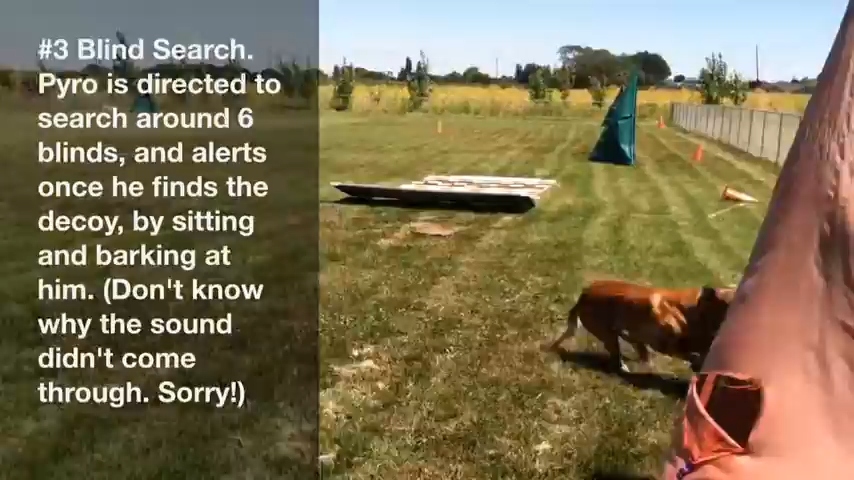 #3 Blind Search.
Pyro is directed to
search around 6
blinds, and alerts
once he finds the
decoy, by sitting
and barking at
him. (Don't know
why the sound
didn't come
through. Sorry!)